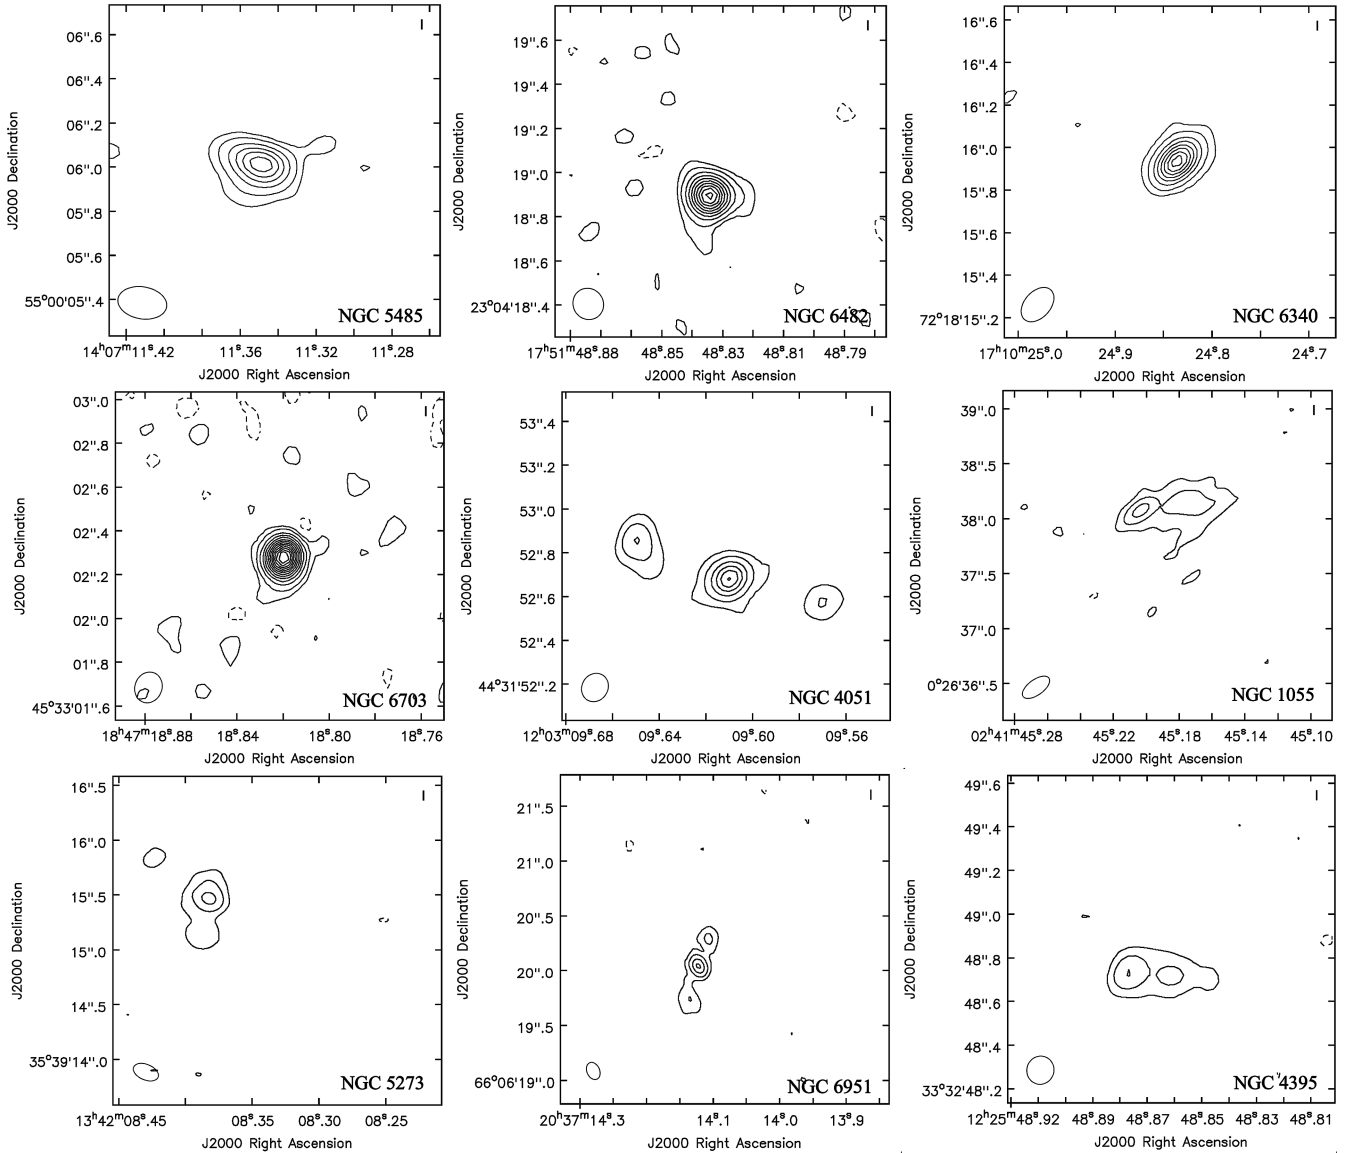 06".6
06".4
06".2
06".0
05".8
05".6
55°00'05".4
J2000 Declination
I
NGC 5485
14ʰ07ᵐ11ˢ.42 11ˢ.36 11ˢ.32 11ˢ.28
J2000 Right Ascension
19".6
19".4
19".2
19".0
18".8
18".6
23°04'18".4
J2000 Declination
I
NGC 6482
17ʰ51ᵐ48ˢ.88 48ˢ.85 48ˢ.83 48ˢ.81 48ˢ.79
J2000 Right Ascension
16".6
16".4
16".2
16".0
15".8
15".6
15".4
72°18'15".2
J2000 Declination
I
NGC 6340
17ʰ10ᵐ25ˢ.0 24ˢ.9 24ˢ.8 24ˢ.7
J2000 Right Ascension
03".0
02".8
02".6
02".4
02".2
02".0
01".8
45°33'01".6
J2000 Declination
I
NGC 6703
18ʰ47ᵐ18ˢ.88 18ˢ.84 18ˢ.80 18ˢ.76
J2000 Right Ascension
53".4
53".2
53".0
52".8
52".6
52".4
44°31'52".2
J2000 Declination
I
NGC 4051
12ʰ03ᵐ09ˢ.68 09ˢ.64 09ˢ.60 09ˢ.56
J2000 Right Ascension
39".0
38".5
38".0
37".5
37".0
0°26'36".5
J2000 Declination
I
NGC 1055
02ʰ41ᵐ45ˢ.28 45ˢ.22 45ˢ.18 45ˢ.14 45ˢ.10
J2000 Right Ascension
16".5
16".0
15".5
15".0
14".5
35°39'14".0
J2000 Declination
I
NGC 5273
13ʰ42ᵐ08ˢ.45 08ˢ.35 08ˢ.30 08ˢ.25
J2000 Right Ascension
21".5
21".0
20".5
20".0
19".5
66°06'19".0
J2000 Declination
I
NGC 6951
20ʰ37ᵐ14ˢ.3 14ˢ.1 14ˢ.0 13ˢ.9
J2000 Right Ascension
49".6
49".4
49".2
49".0
48".8
48".6
48".4
33°32'48".2
J2000 Declination
I
NGC 4395
12ʰ25ᵐ48ˢ.92 48ˢ.89 48ˢ.87 48ˢ.85 48ˢ.83 48ˢ.81
J2000 Right Ascension